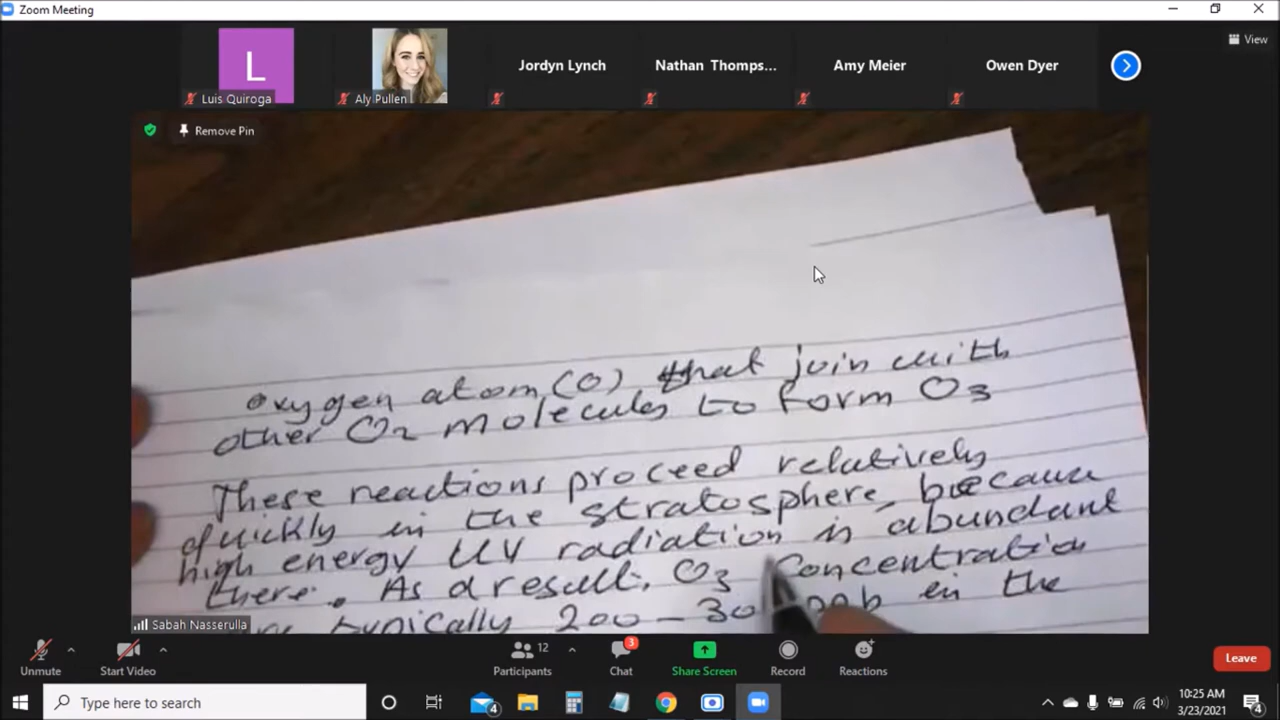 Zoom Meeting
View
L
Luis Quiroga
Aly Pullen
Jordyn Lynch
Nathan Thomps...
Amy Meier
Owen Dyer
Remove Pin
oxygen atom (O) that join with
other O2 molecules to form O3
These reactions proceed relatively
quickly in the stratosphere, because
high energy UV radiation is abundant
there. As a result, O3 concentration
typically 200 - 30 ppb in the
Sabah Nasserulla
Unmute
Start Video
12
Participants
3
Chat
Share Screen
Record
Reactions
Leave
Type here to search
4
10:25 AM
3/23/2021
4